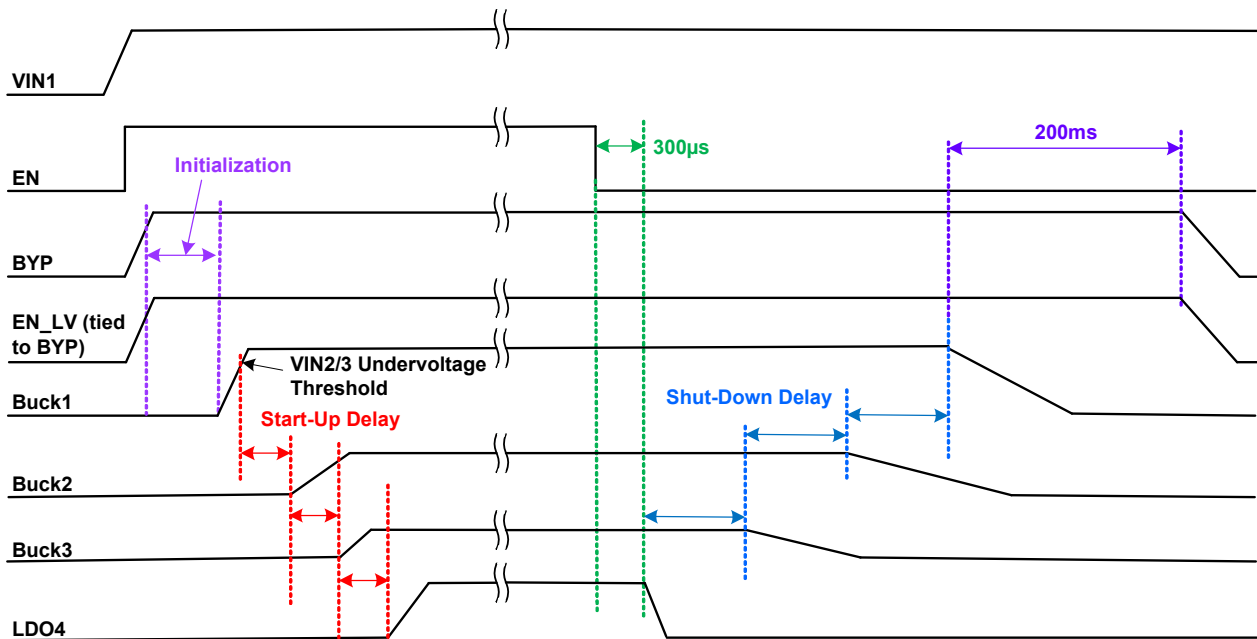 VIN1
EN
Initialization
300µs
200ms
BYP
EN_LV (tied
to BYP)
VIN2/3 Undervoltage
Threshold
Buck1
Start-Up Delay
Shut-Down Delay
Buck2
Buck3
LDO4